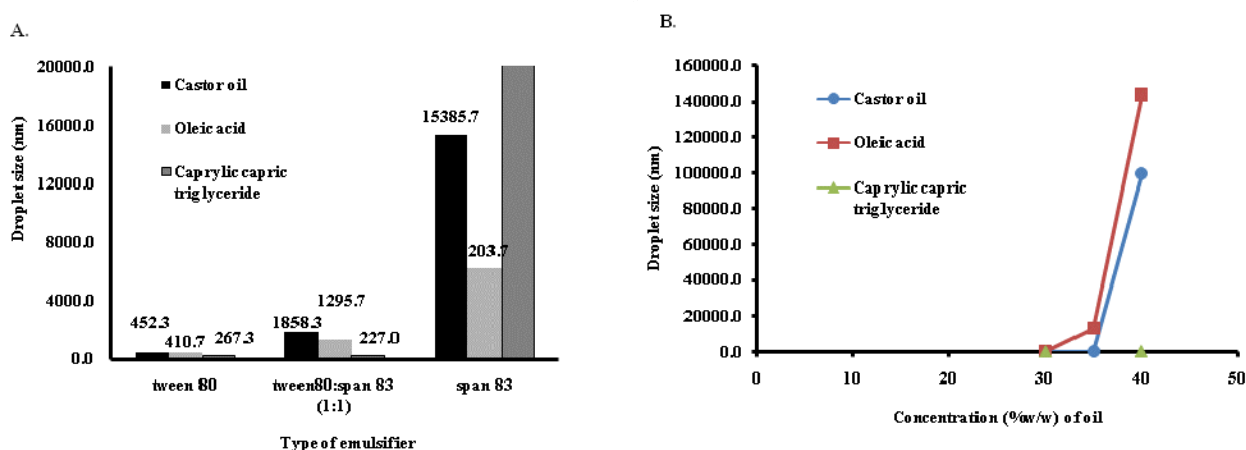 A.
20000.0
16000.0
12000.0
8000.0
4000.0
0.0
Droplet size (nm)
Castor oil
Oleic acid
Caprylic capric
triglyceride
452.3
410.7
267.3
1858.3
1295.7
227.0
15385.7
203.7
tween 80
tween80:span 83
(1:1)
span 83
Type of emulsifier
B.
160000.0
140000.0
120000.0
100000.0
80000.0
60000.0
40000.0
20000.0
0.0
Droplet size (nm)
Castor oil
Oleic acid
Caprylic capric
triglyceride
0
10
20
30
40
50
Concentration (%w/w) of oil